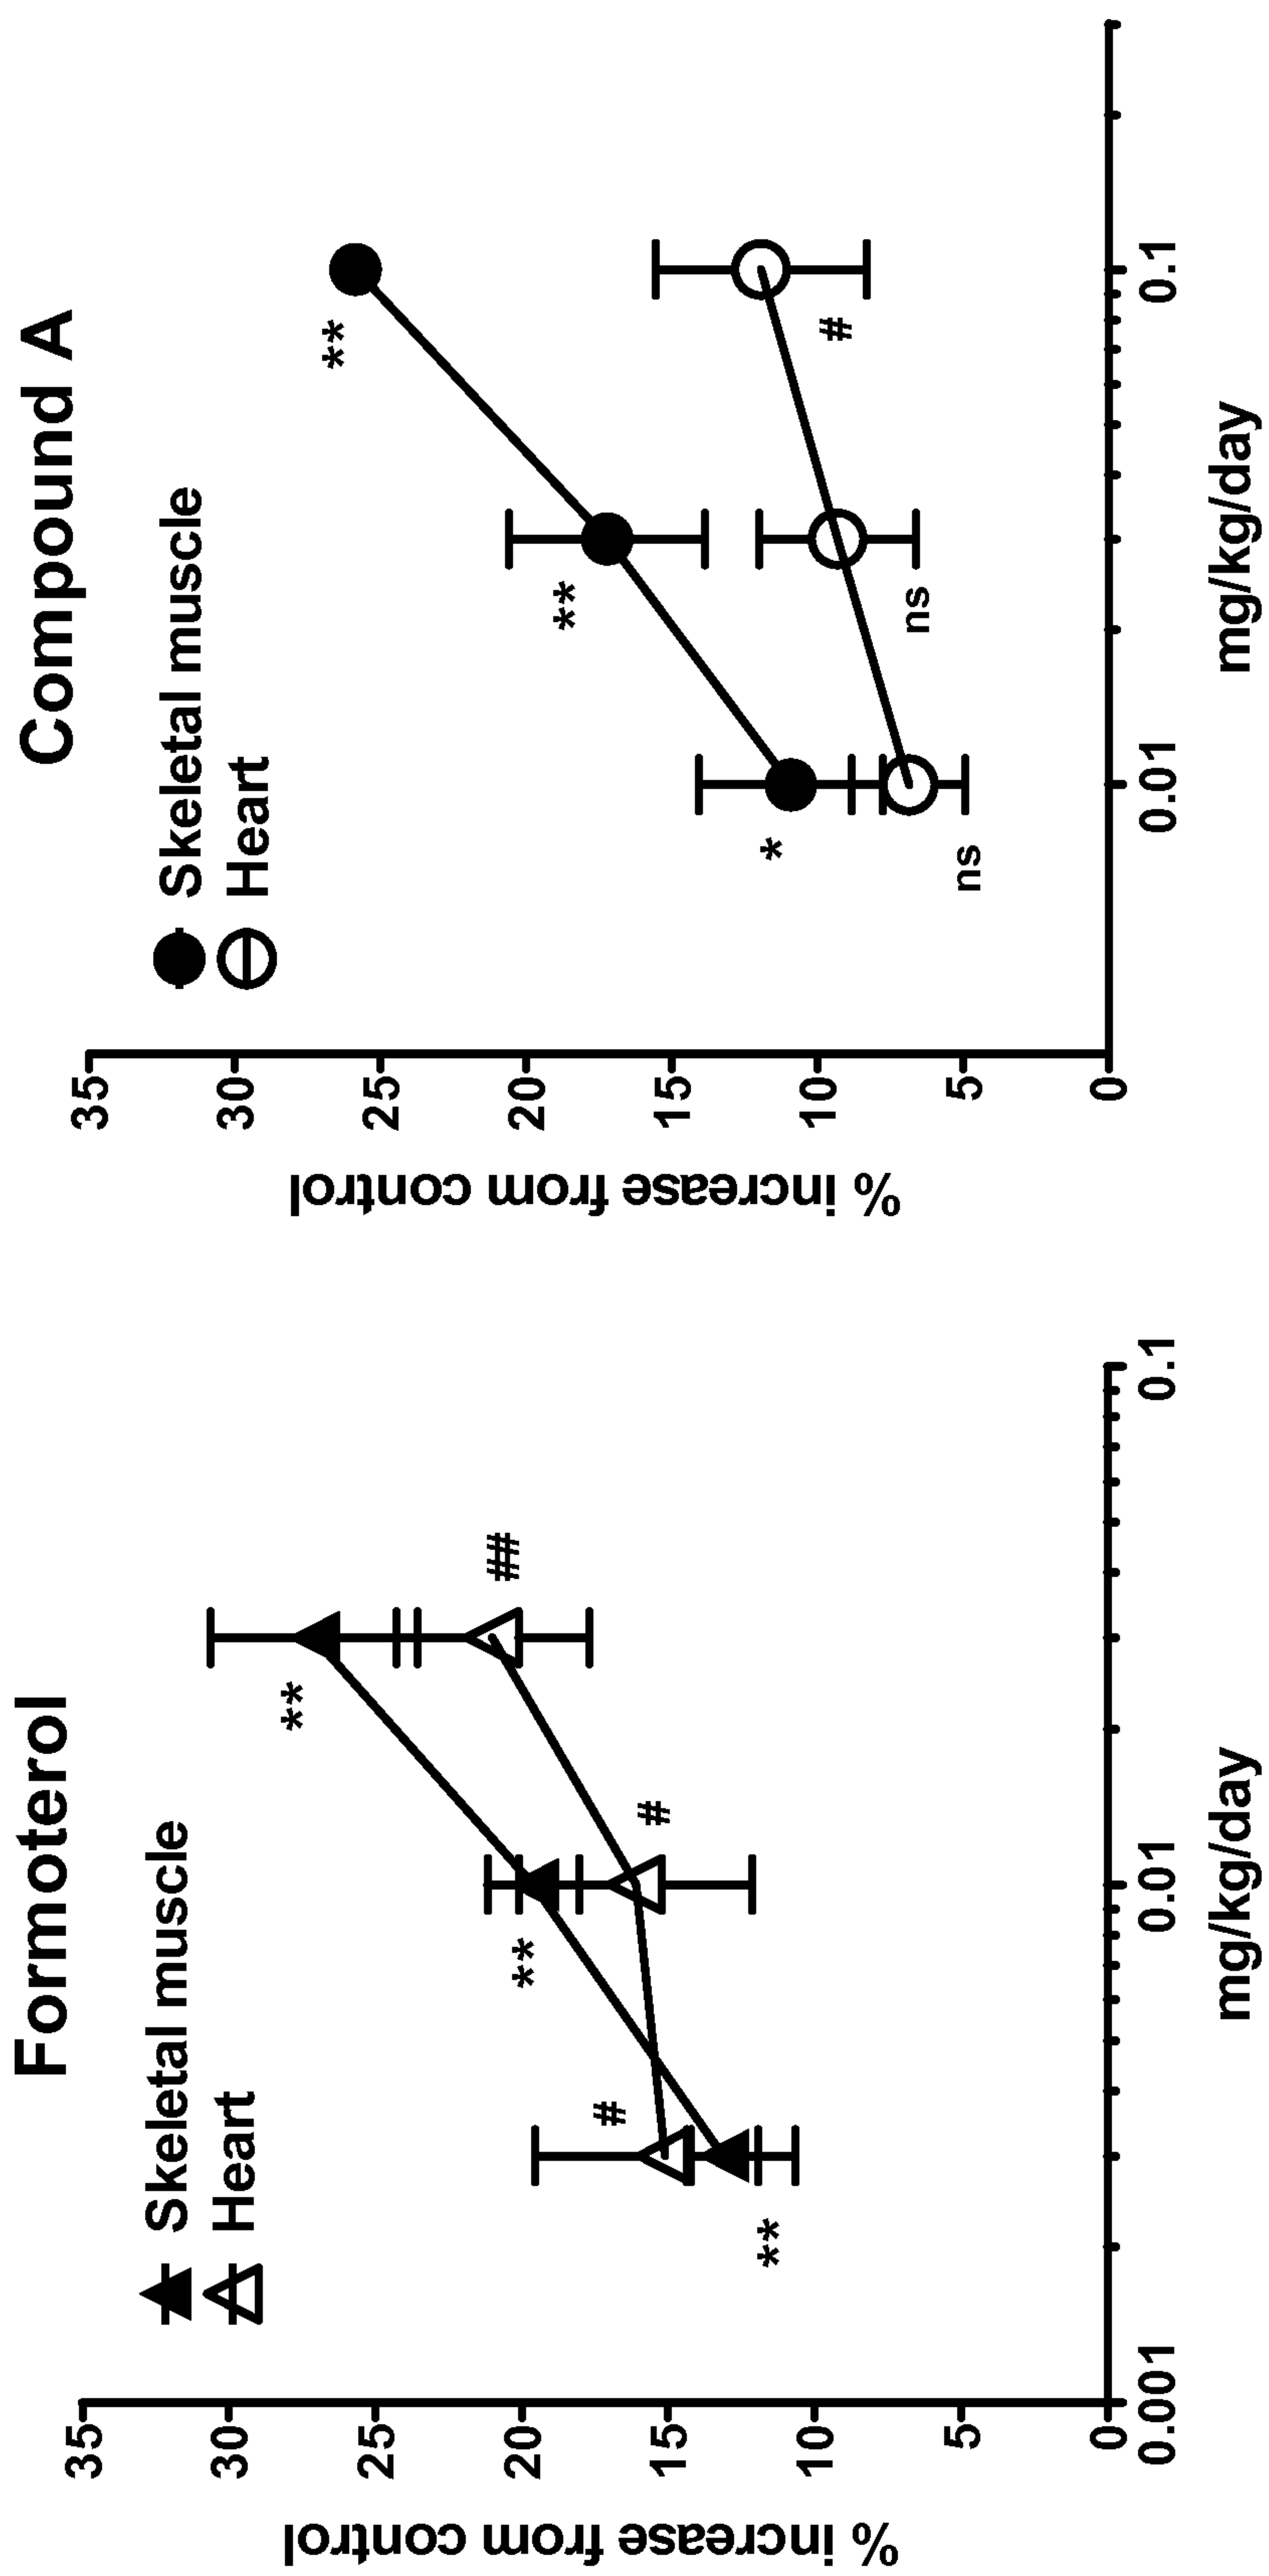 Formoterol
Skeletal muscle
Heart
% increase from control
35
30
25
20
15
10
5
0
**
**
**
#
#
##
0.001
0.01
0.1
mg/kg/day
Compound A
Skeletal muscle
Heart
% increase from control
35
30
25
20
15
10
5
0
*
**
**
ns
ns
#
0.01
0.1
mg/kg/day